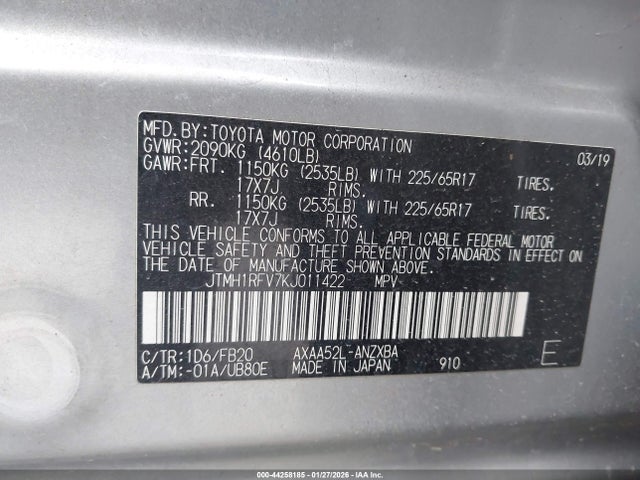 MFD.BY:TOYOTA MOTOR CORPORATION 03/19
GVWR:2090KG (4610LB)
GAWR:FRT. 1150KG (2535LB) WITH 225/65R17 TIRES.
17X7J RIMS.
RR. 1150KG (2535LB) WITH 225/65R17 TIRES.
17X7J RIMS.
THIS VEHICLE CONFORMS TO ALL APPLICABLE FEDERAL MOTOR
VEHICLE SAFETY AND THEFT PREVENTION STANDARDS IN EFFECT ON
THE DATE OF MANUFACTURE SHOWN ABOVE.
JTMH1RFV7KJ011422 MPV
C/TR:1D6/FB20 AXAA52L-ANZXBA E
A/TM:-01A/UB80E MADE IN JAPAN 910
000-44258185 - 01/27/2026 - IAA Inc.